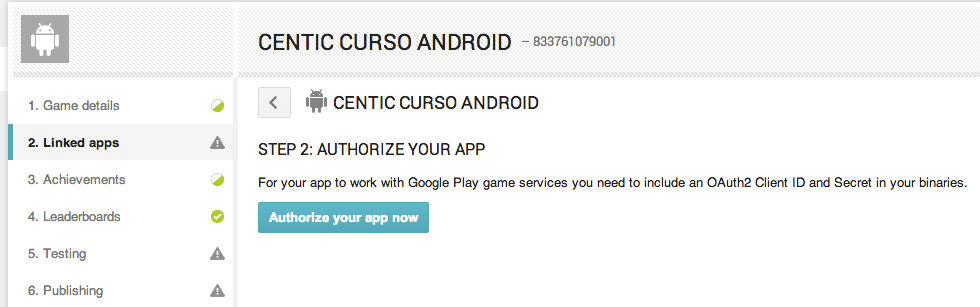 CENTIC CURSO ANDROID – 833761079001
1. Game details
2. Linked apps
3. Achievements
4. Leaderboards
5. Testing
6. Publishing
CENTIC CURSO ANDROID
STEP 2: AUTHORIZE YOUR APP
For your app to work with Google Play game services you need to include an OAuth2 Client ID and Secret in your binaries.
Authorize your app now